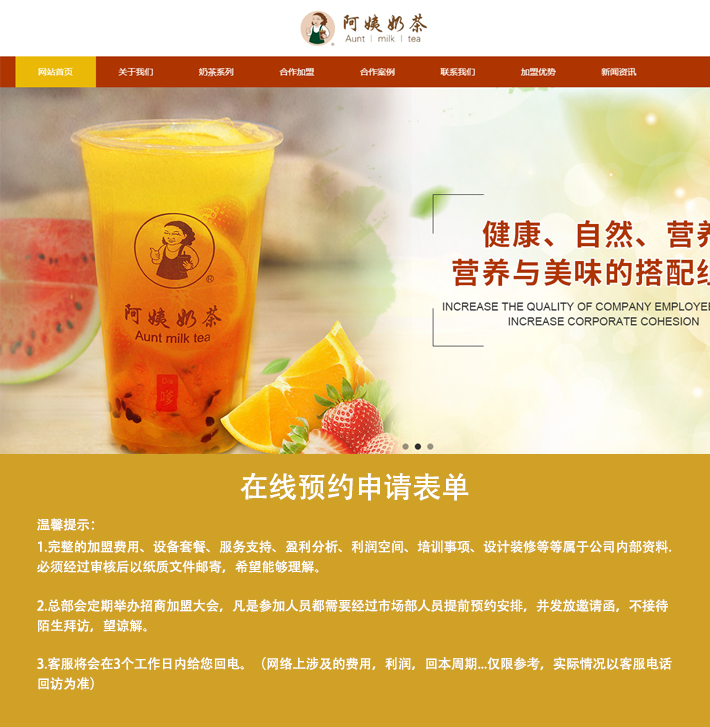 阿姨奶茶
Aunt | milk | tea
网站首页 关于我们 奶茶系列 合作加盟 合作案例 联系我们 加盟优势 新闻资讯
健康、自然、营养
营养与美味的搭配组
INCREASE THE QUALITY OF COMPANY EMPLOYEE
INCREASE CORPORATE COHESION
®
阿姨奶茶
Aunt milk tea
在线预约申请表单
温馨提示：
1.完整的加盟费用、设备套餐、服务支持、盈利分析、利润空间、培训事项、设计装修等等属于公司内部资料.
必须经过审核后以纸质文件邮寄，希望能够理解。
2.总部会定期举办招商加盟大会，凡是参加人员都需要经过市场部人员提前预约安排，并发放邀请函，不接待
陌生拜访，望谅解。
3.客服将会在3个工作日内给您回电。（网络上涉及的费用，利润，回本周期...仅限参考，实际情况以客服电话
回访为准）